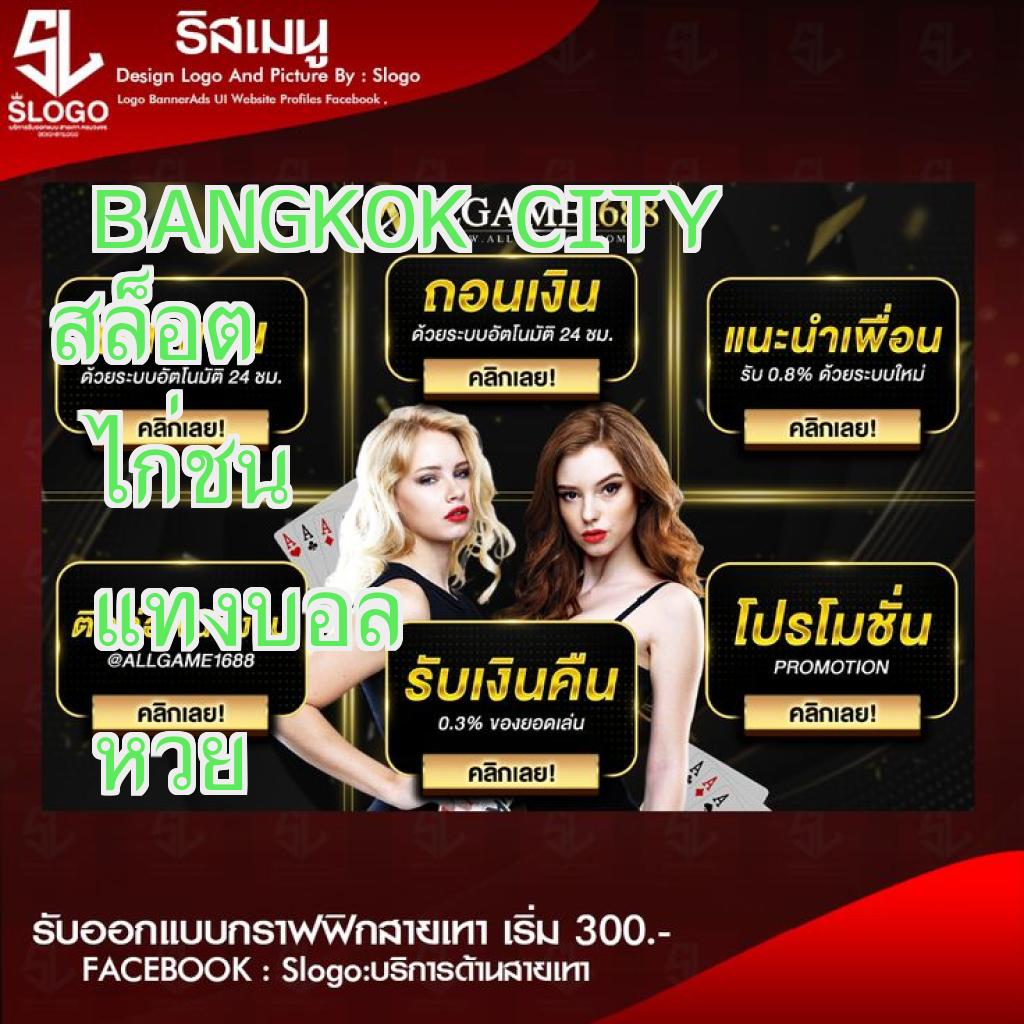 SL
SLOGO
ริสเมนู
Design Logo And Picture By : Slogo
Logo BannerAds UI Website Profiles Facebook .
BANGKOK CITY
GAME1688
สล็อต
ด้วยระบบอัตโนมัติ 24 ชม.
คลิกเลย!
ถอนเงิน
ด้วยระบบอัตโนมัติ 24 ชม.
คลิกเลย!
แนะนำเพื่อน
รับ 0.8% ด้วยระบบใหม่
คลิกเลย!
ไก่ชน
แทงบอล
@ALLGAME1688
คลิกเลย!
หวย
รับเงินคืน
0.3% ของยอดเล่น
คลิกเลย!
โปรโมชั่น
PROMOTION
คลิกเลย!
รับออกแบบกราฟฟิกสายเทา เริ่ม 300.-
FACEBOOK : Slogo:บริการด้านสายเทา